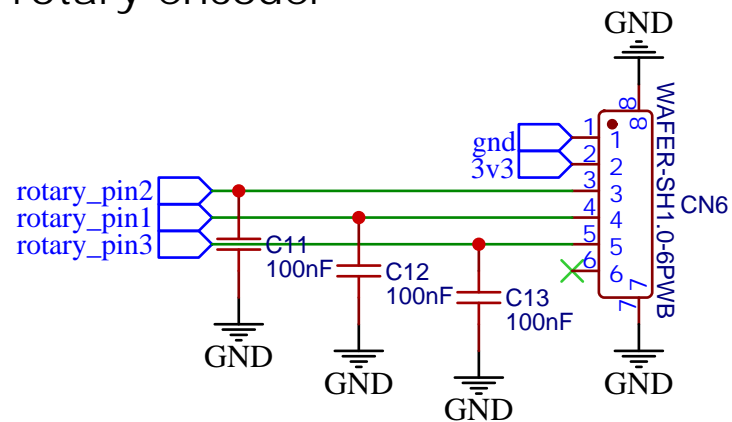 rotary encoder
GND
8
8
WAFER-SH1.0-6PWB
CN6
gnd
1
1
3v3
2
2
rotary_pin2
3
3
rotary_pin1
4
4
rotary_pin3
5
5
6
6
7
7
C11
100nF
C12
100nF
C13
100nF
GND
GND
GND
GND